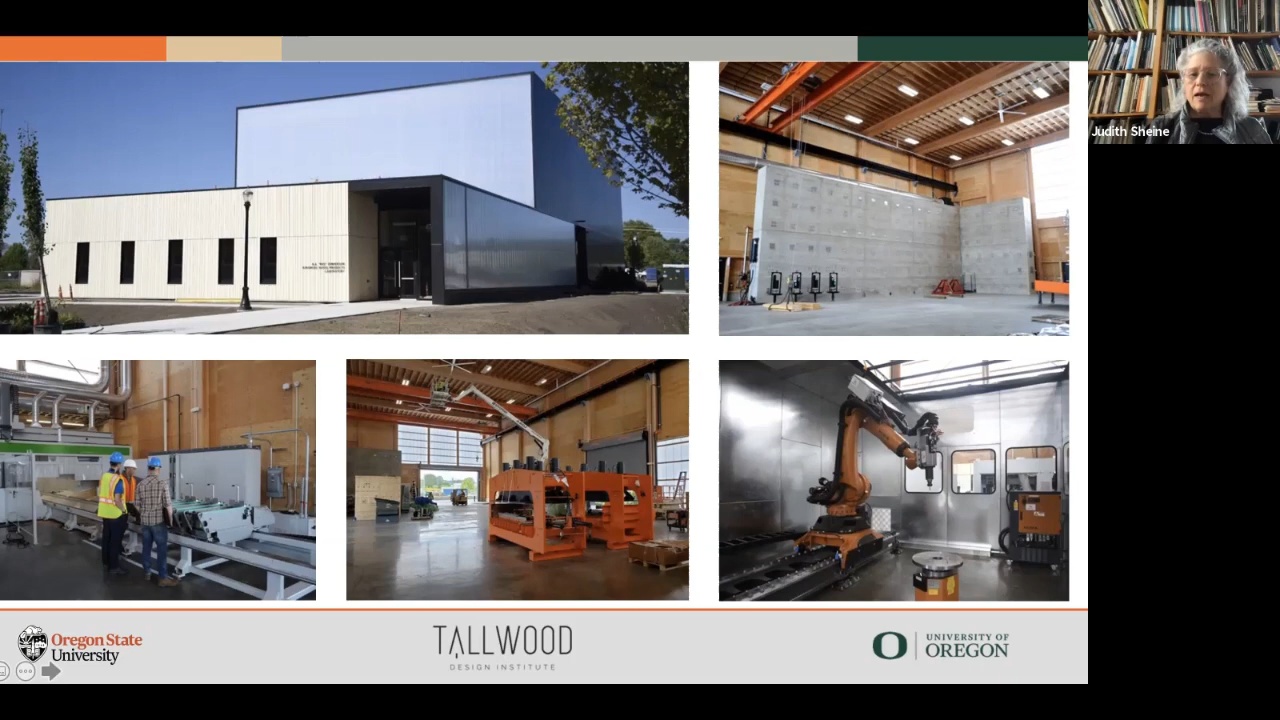 Judith Sheine
Oregon State
University
TALLWOOD
DESIGN INSTITUTE
O
UNIVERSITY OF
OREGON